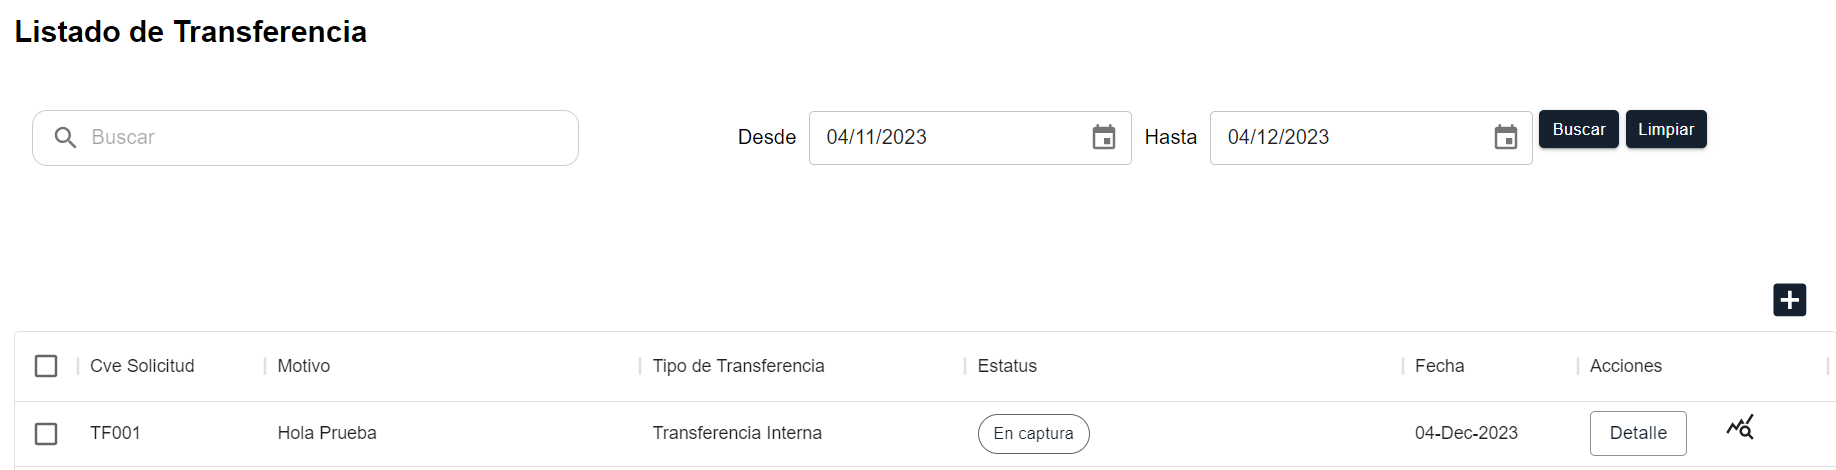 Listado de Transferencia
Buscar Desde 04/11/2023 Hasta 04/12/2023 Buscar Limpiar
Cve Solicitud Motivo Tipo de Transferencia Estatus Fecha Acciones
TF001 Hola Prueba Transferencia Interna En captura 04-Dec-2023 Detalle